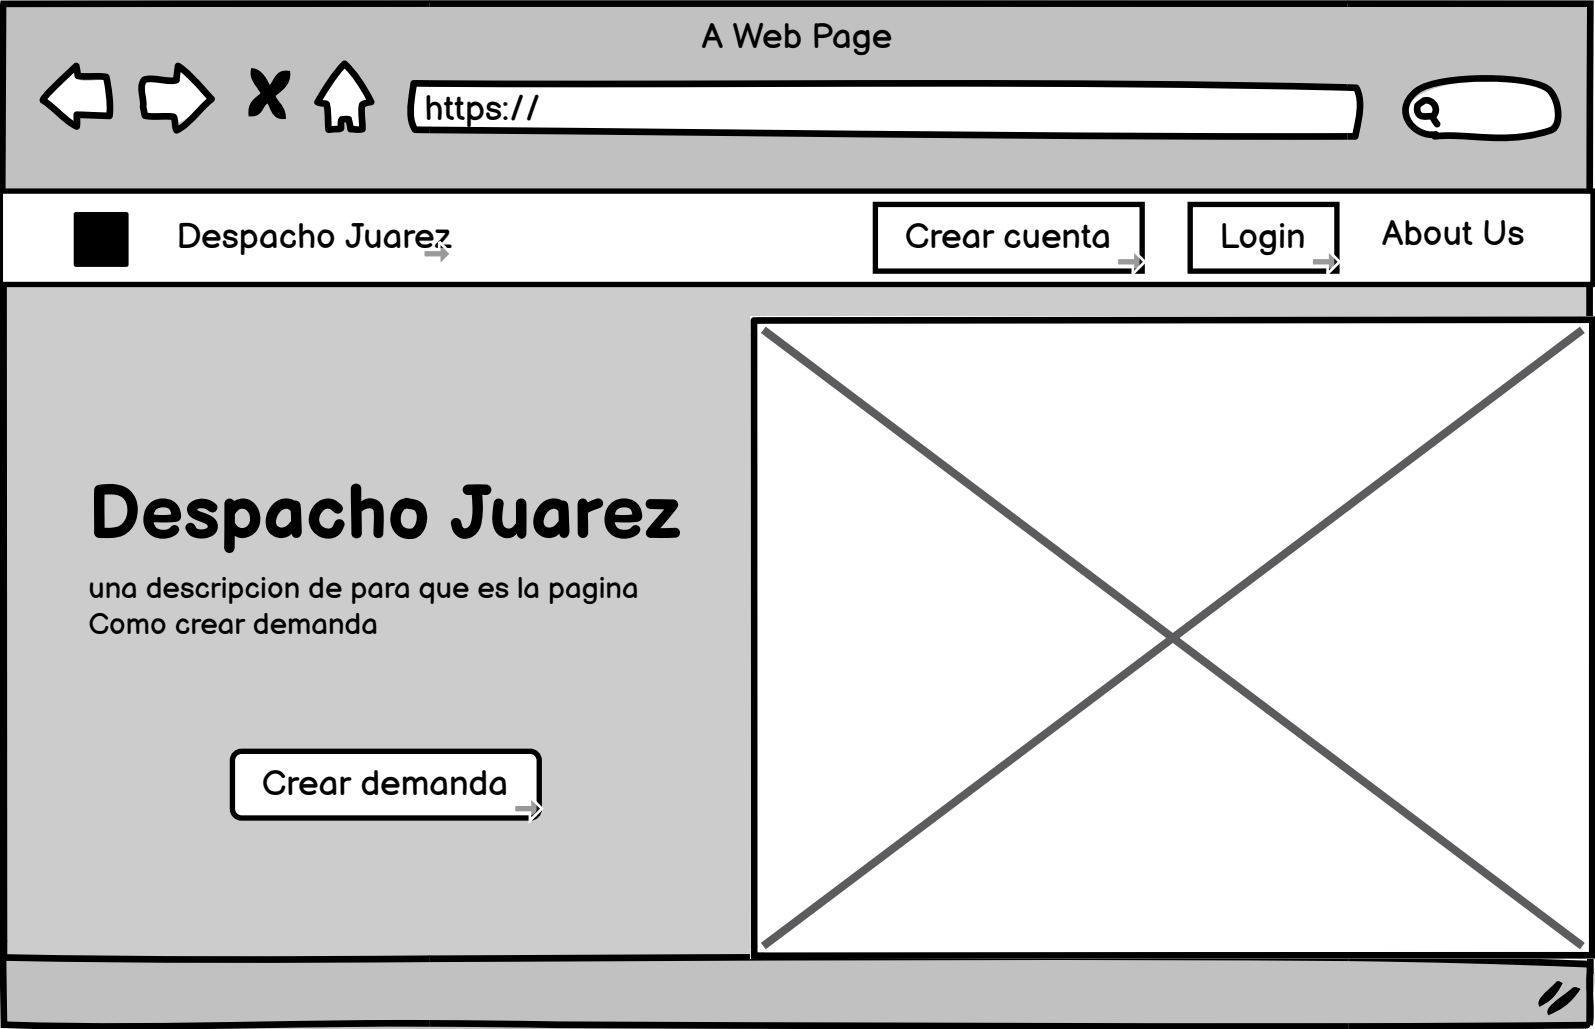 A Web Page
https://
Despacho Juarez
Crear cuenta
Login
About Us
Despacho Juarez
una descripcion de para que es la pagina
Como crear demanda
Crear demanda